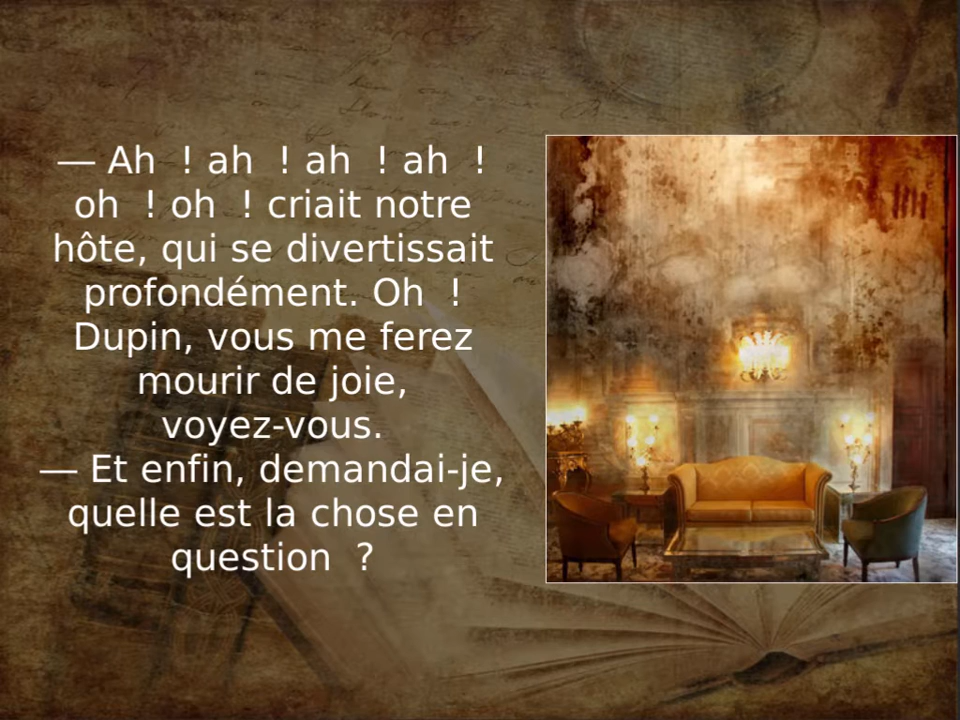 — Ah  ! ah  ! ah  ! ah  !
oh  ! oh  ! criait notre
hôte, qui se divertissait
profondément. Oh  !
Dupin, vous me ferez
mourir de joie,
voyez-vous.
— Et enfin, demandai-je,
quelle est la chose en
question  ?